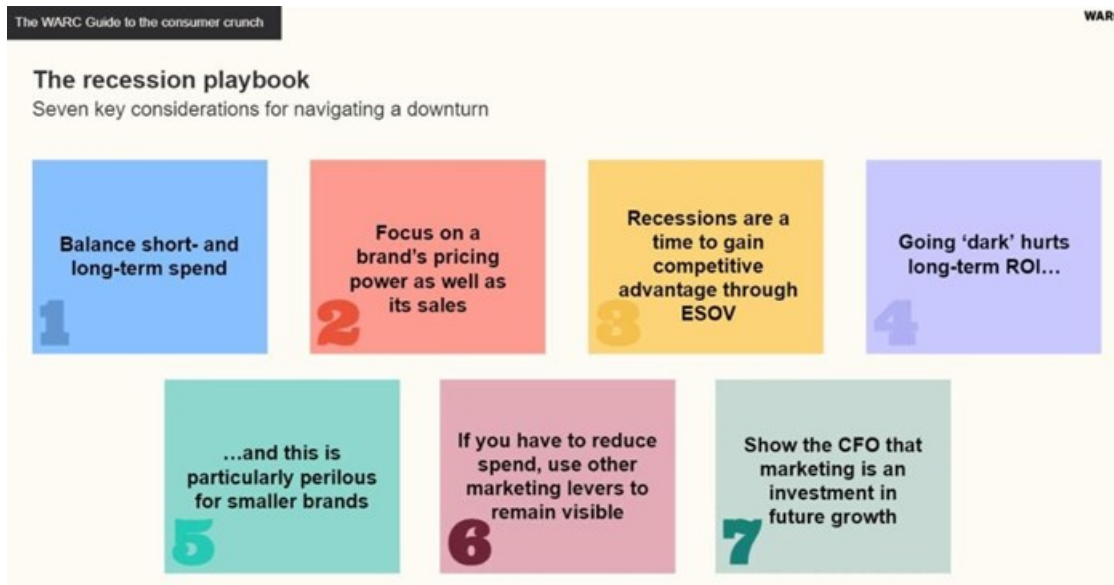 The WARC Guide to the consumer crunch
WAR
The recession playbook
Seven key considerations for navigating a downturn
Balance short- and
long-term spend
1
Focus on a
brand's pricing
power as well as
its sales
2
Recessions are a
time to gain
competitive
advantage through
ESOV
3
Going ‘dark’ hurts
long-term ROI…
4
…and this is
particularly perilous
for smaller brands
5
If you have to reduce
spend, use other
marketing levers to
remain visible
6
Show the CFO that
marketing is an
investment in
future growth
7